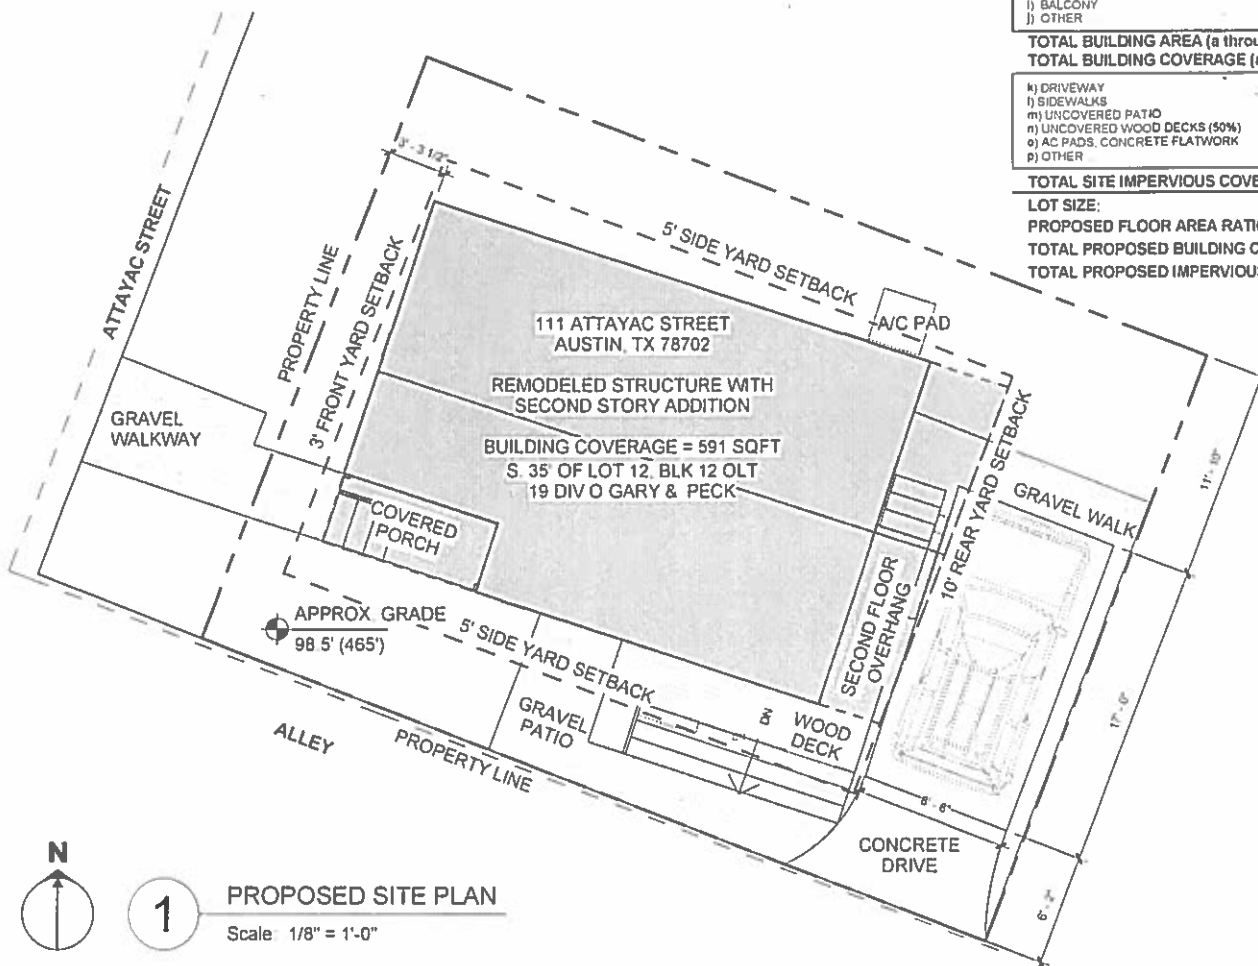 i) BALCONY
j) OTHER
TOTAL BUILDING AREA (a
TOTAL BUILDING COVERAGE
k) DRIVEWAY
l) SIDEWALKS
m) UNCOVERED PATIO
n) UNCOVERED WOOD DECKS (50%)
o) AC PADS, CONCRETE FLATWORK
p) OTHER
TOTAL SITE IMPERVIOUS
LOT SIZE:
PROPOSED FLOOR AREA
TOTAL PROPOSED BUILDING
TOTAL PROPOSED
3' - 3 1/2"
ATTAYAC STREET
PROPERTY LINE
3' FRONT YARD SETBACK
5' SIDE YARD SETBACK
A/C PAD
111 ATTAYAC STREET
AUSTIN, TX 78702
REMODELED STRUCTURE WITH
SECOND STORY ADDITION
BUILDING COVERAGE = 591 SQFT
S. 35' OF LOT 12, BLK 12 OLT
19 DIV O GARY & PECK
GRAVEL
WALKWAY
COVERED
PORCH
10' REAR YARD SETBACK
GRAVEL WALK
11' - 10"
SECOND FLOOR
OVERHANG
APPROX. GRADE
98.5' (465')
5' SIDE YARD SETBACK
GRAVEL
PATIO
DN
WOOD
DECK
17' - 0"
ALLEY
PROPERTY LINE
8' - 6"
CONCRETE
DRIVE
N
1
PROPOSED SITE PLAN
Scale: 1/8" = 1'-0"